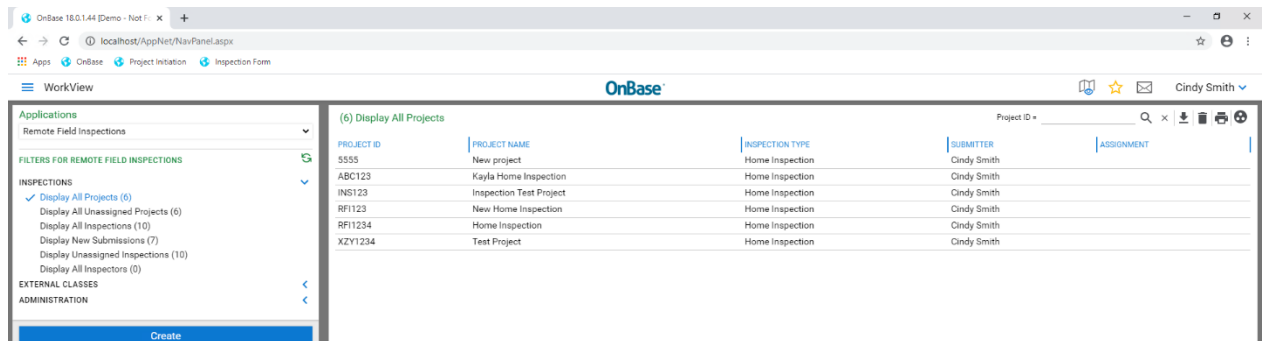 OnBase 18.0.1.44 [Demo - Not Fo
localhost/AppNet/NavPanel.aspx
Apps OnBase Project Initiation Inspection Form
WorkView OnBase Cindy Smith
Applications
Remote Field Inspections
FILTERS FOR REMOTE FIELD INSPECTIONS
INSPECTIONS
Display All Projects (6)
Display All Unassigned Projects (6)
Display All Inspections (10)
Display New Submissions (7)
Display Unassigned Inspections (10)
Display All Inspectors (0)
EXTERNAL CLASSES
ADMINISTRATION
Create
(6) Display All Projects Project ID =
PROJECT ID PROJECT NAME INSPECTION TYPE SUBMITTER ASSIGNMENT
5555 New project Home Inspection Cindy Smith
ABC123 Kayla Home Inspection Home Inspection Cindy Smith
INS123 Inspection Test Project Home Inspection Cindy Smith
RFI123 New Home Inspection Home Inspection Cindy Smith
RFI1234 Home Inspection Home Inspection Cindy Smith
XZY1234 Test Project Home Inspection Cindy Smith